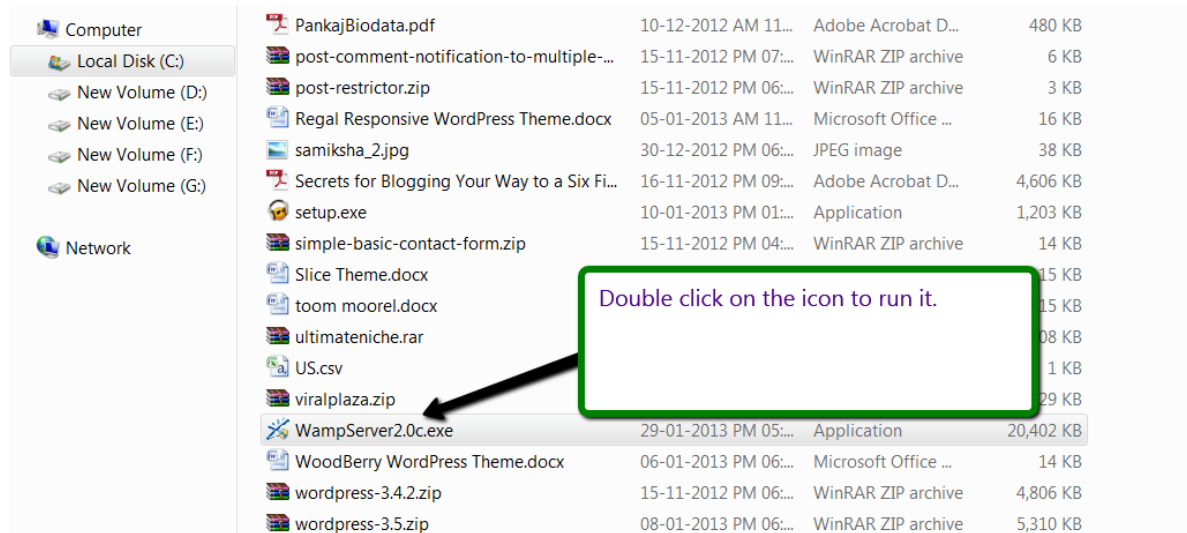 Computer
Local Disk (C:)
New Volume (D:)
New Volume (E:)
New Volume (F:)
New Volume (G:)
Network
PankajBiodata.pdf 10-12-2012 AM 11... Adobe Acrobat D... 480 KB
post-comment-notification-to-multiple-... 15-11-2012 PM 07:... WinRAR ZIP archive 6 KB
post-restrictor.zip 15-11-2012 PM 06:... WinRAR ZIP archive 3 KB
Regal Responsive WordPress Theme.docx 05-01-2013 AM 11... Microsoft Office ... 16 KB
samiksha_2.jpg 30-12-2012 PM 06:... JPEG image 38 KB
Secrets for Blogging Your Way to a Six Fi... 16-11-2012 PM 09:... Adobe Acrobat D... 4,606 KB
setup.exe 10-01-2013 PM 01:... Application 1,203 KB
simple-basic-contact-form.zip 15-11-2012 PM 04:... WinRAR ZIP archive 14 KB
Slice Theme.docx 15 KB
toom moorel.docx 15 KB
ultimateniche.rar 08 KB
US.csv 1 KB
viralplaza.zip 29 KB
WampServer2.0c.exe 29-01-2013 PM 05:... Application 20,402 KB
WoodBerry WordPress Theme.docx 06-01-2013 PM 06:... Microsoft Office ... 14 KB
wordpress-3.4.2.zip 15-11-2012 PM 06:... WinRAR ZIP archive 4,806 KB
wordpress-3.5.zip 08-01-2013 PM 06:... WinRAR ZIP archive 5,310 KB
Double click on the icon to run it.